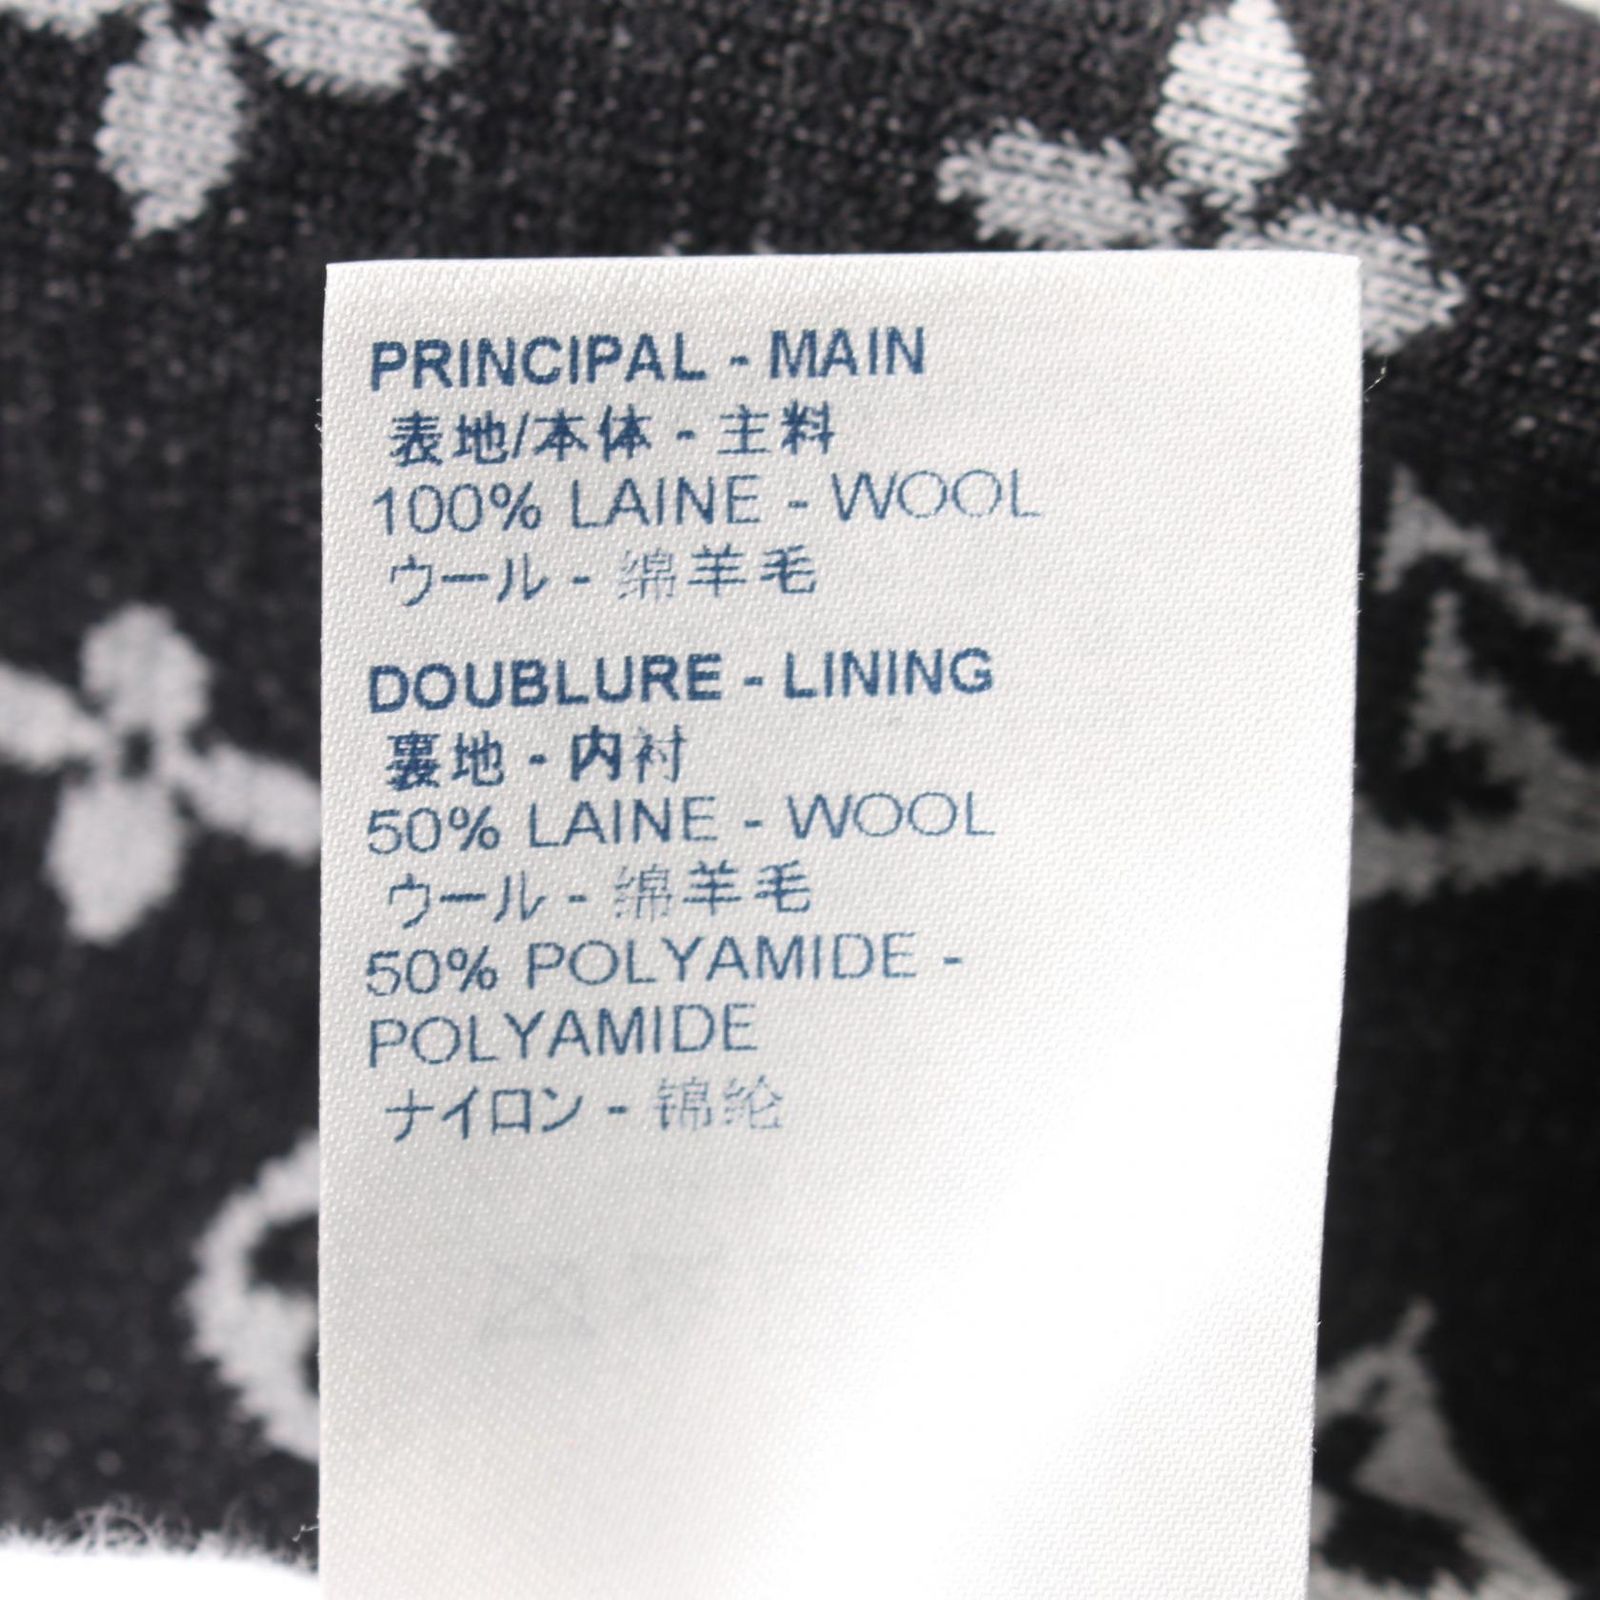 PRINCIPAL - MAIN
表地/本体 - 主料
100% LAINE - WOOL
ウール - 绵羊毛
DOUBLURE - LINING
裏地 - 内衬
50% LAINE - WOOL
ウール - 绵羊毛
50% POLYAMIDE -
POLYAMIDE
ナイロン - 锦纶